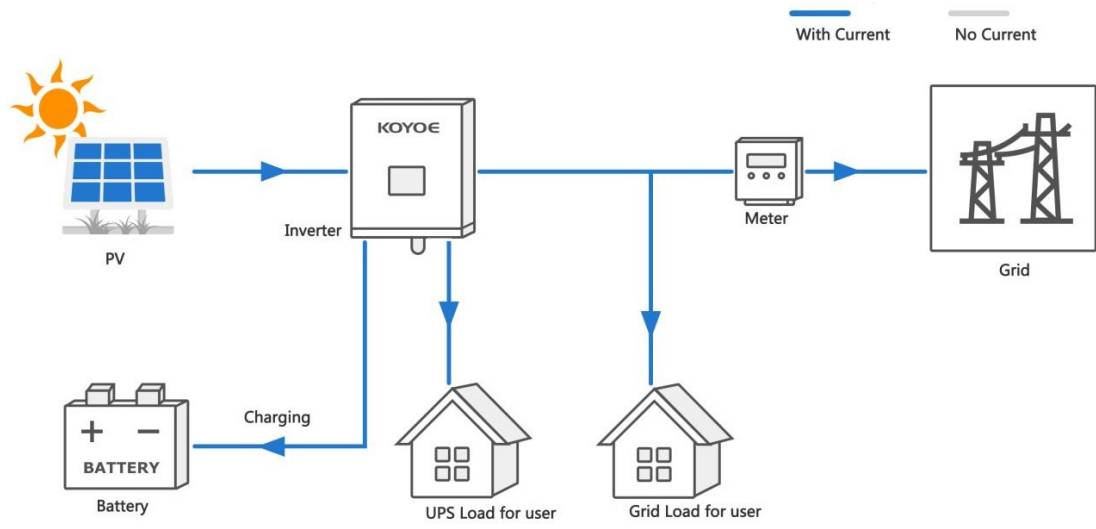 With Current
No Current
KOYOE
Inverter
Meter
PV
Grid
Charging
+ −
BATTERY
Battery
UPS Load for user
Grid Load for user